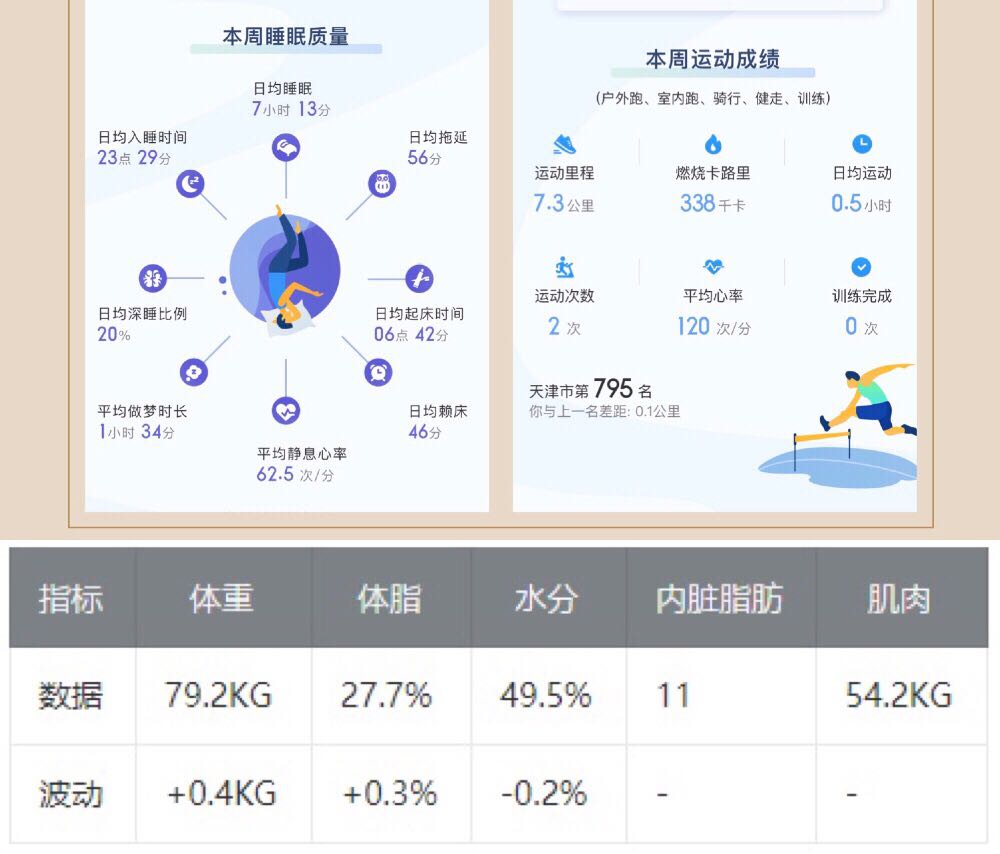 本周睡眠质量
日均睡眠
7小时 13分
日均入睡时间
23点 29分
日均拖延
56分
日均深睡比例
20%
日均起床时间
06点 42分
平均做梦时长
1小时 34分
日均赖床
46分
平均静息心率
62.5 次/分
本周运动成绩
(户外跑、室内跑、骑行、健走、训练)
运动里程
7.3公里
燃烧卡路里
338千卡
日均运动
0.5小时
运动次数
2 次
平均心率
120 次/分
训练完成
0 次
天津市第 795 名
你与上一名差距: 0.1公里
指标 体重 体脂 水分 内脏脂肪 肌肉
数据 79.2KG 27.7% 49.5% 11 54.2KG
波动 +0.4KG +0.3% -0.2% - -